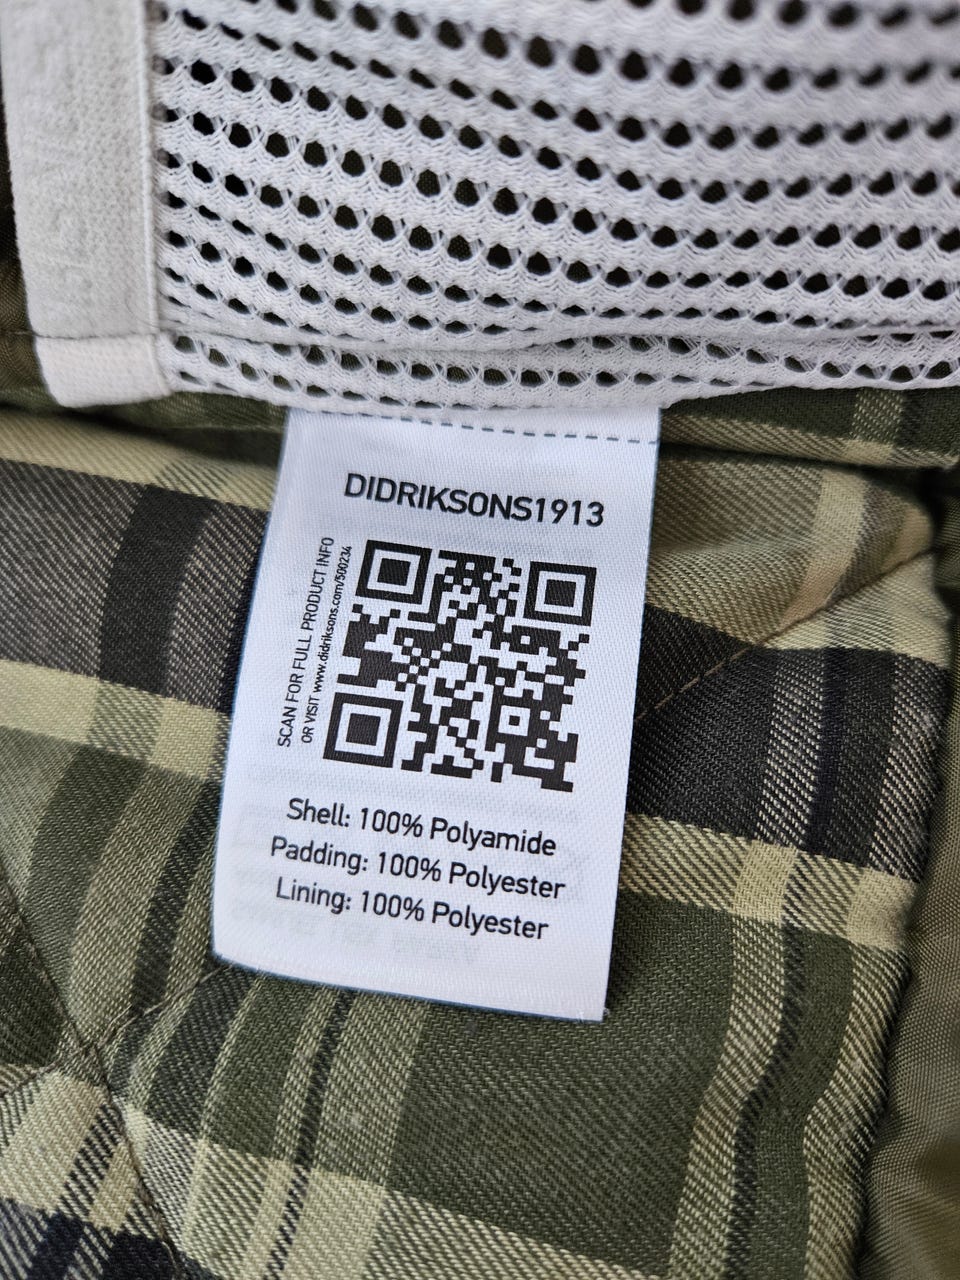 DIDRIKSONS1913
SCAN FOR FULL PRODUCT INFO
OR VISIT www.didriksons.com/500234
Shell: 100% Polyamide
Padding: 100% Polyester
Lining: 100% Polyester